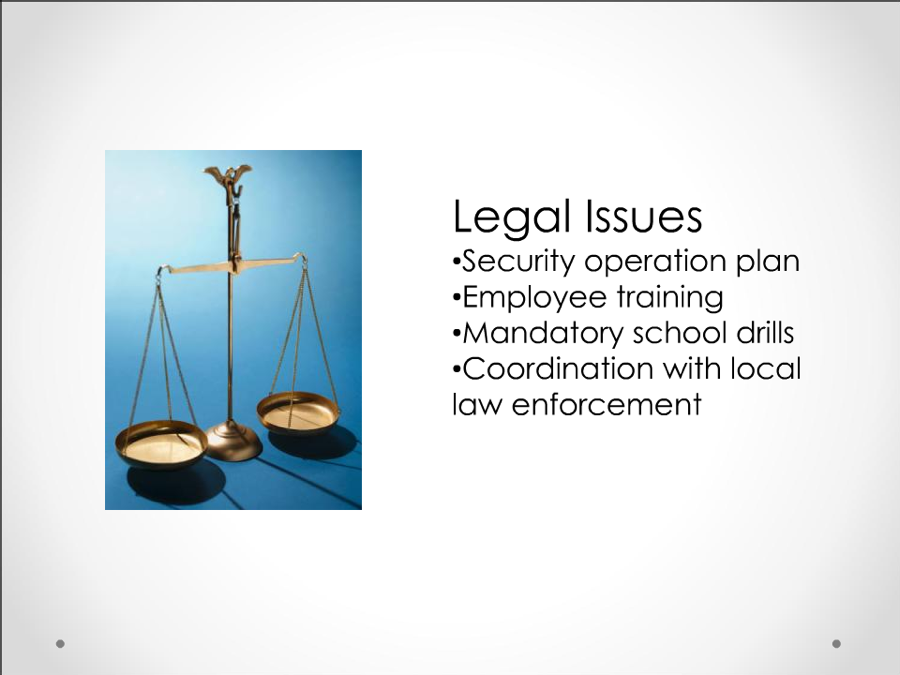 Legal Issues
•Security operation plan
•Employee training
•Mandatory school drills
•Coordination with local
law enforcement